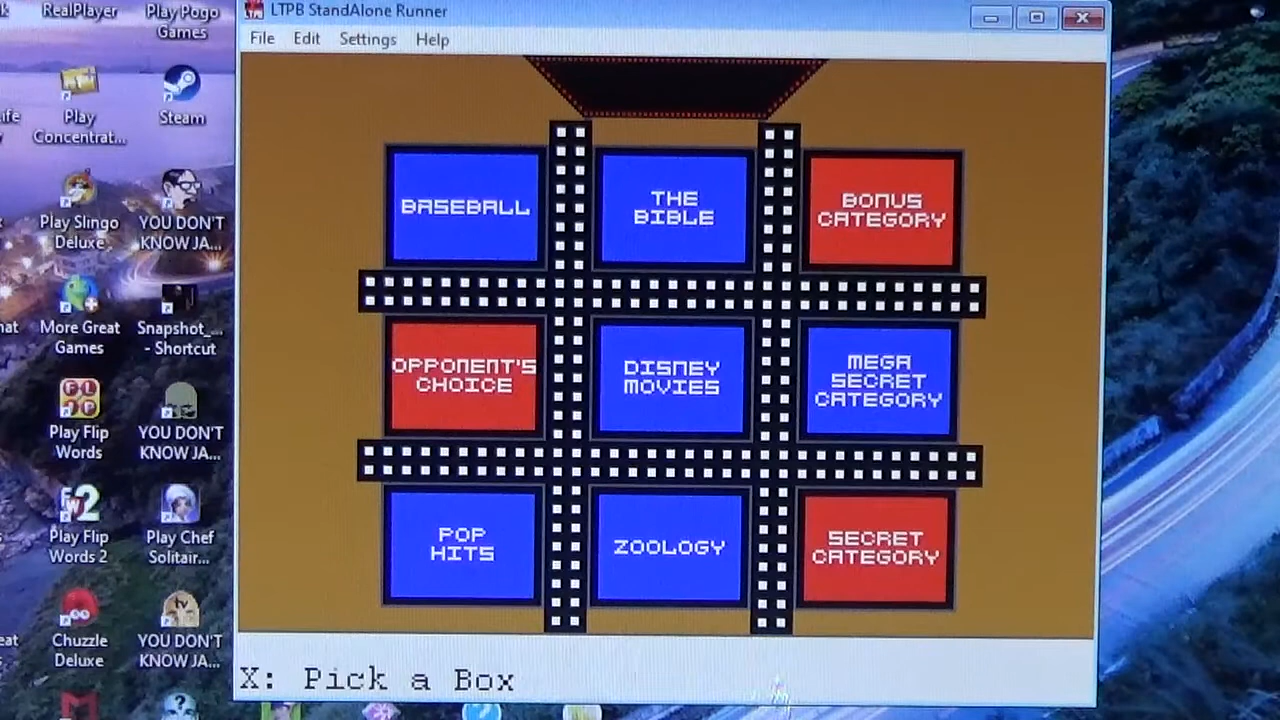 RealPlayer
Play Pogo
Games
LTPB StandAlone Runner
File Edit Settings Help
Play
Concentrat...
Steam
Play Slingo
Deluxe
YOU DON'T
KNOW JA...
More Great
Games
Snapshot_...
- Shortcut
Play Flip
Words
YOU DON'T
KNOW JA...
Play Flip
Words 2
Play Chef
Solitair...
Chuzzle
Deluxe
YOU DON'T
KNOW JA...
BASEBALL
THE
BIBLE
BONUS
CATEGORY
OPPONENT'S
CHOICE
DISNEY
MOVIES
MEGA
SECRET
CATEGORY
POP
HITS
ZOOLOGY
SECRET
CATEGORY
X: Pick a Box